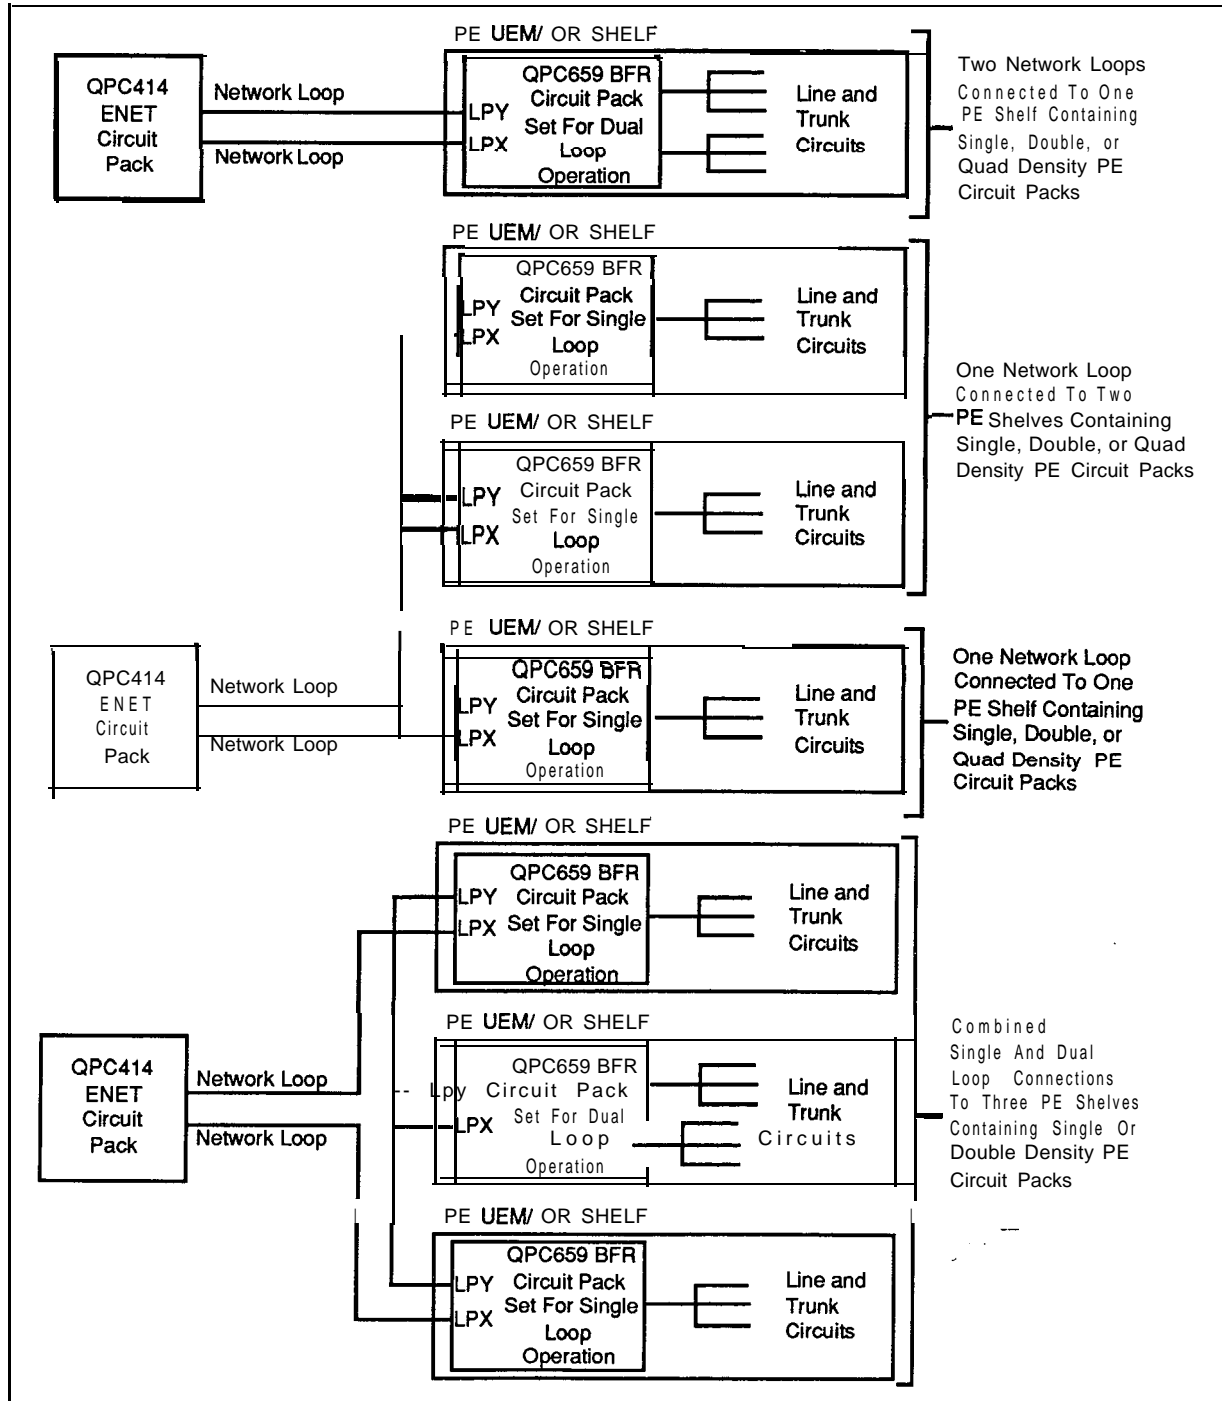 PE UEM/ OR SHELF
QPC414
ENET
Circuit
Pack
Network Loop
Network Loop
LPY
LPX
QPC659 BFR
Circuit Pack
Set For Dual
Loop
Operation
Line and
Trunk
Circuits
Two Network Loops
Connected To One
PE Shelf Containing
Single, Double, or
Quad Density PE
Circuit Packs
PE UEM/ OR SHELF
QPC659 BFR
Circuit Pack
LPY
Set For Single
LPX
Loop
Operation
Line and
Trunk
Circuits
PE UEM/ OR SHELF
QPC659 BFR
Circuit Pack
LPY
Set For Single
LPX
Loop
Operation
Line and
Trunk
Circuits
One Network Loop
Connected To Two
PE Shelves Containing
Single, Double, or Quad
Density PE Circuit Packs
PE UEM/ OR SHELF
QPC414
ENET
Circuit
Pack
Network Loop
Network Loop
QPC659 BFR
Circuit Pack
LPY
Set For Single
LPX
Loop
Operation
Line and
Trunk
Circuits
One Network Loop
Connected To One
PE Shelf Containing
Single, Double, or
Quad Density PE
Circuit Packs
PE UEM/ OR SHELF
QPC659 BFR
LPY Circuit Pack
LPX Set For Single
Loop
Operation
Line and
Trunk
Circuits
PE UEM/ OR SHELF
QPC414
ENET
Circuit
Pack
Network Loop
Network Loop
QPC659 BFR
-- Lpy Circuit Pack
LPX Set For Dual
Loop
Operation
Line and
Trunk
Circuits
Combined
Single And Dual
Loop Connections
To Three PE Shelves
Containing Single Or
Double Density PE
Circuit Packs
PE UEM/ OR SHELF
QPC659 BFR
LPY Circuit Pack
Set For Single
LPX
Loop
Operation
Line and
Trunk
Circuits